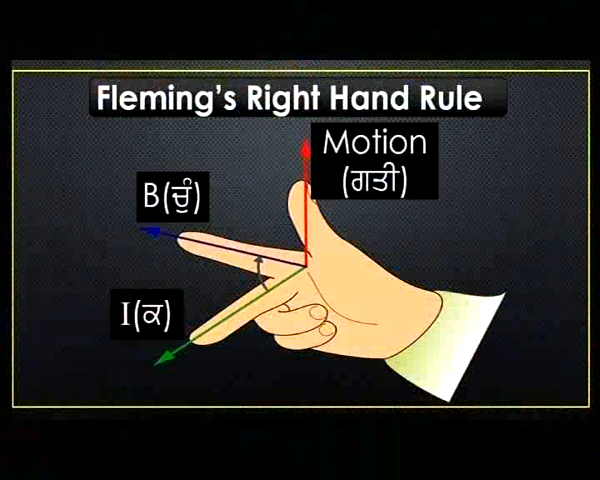 Fleming's Right Hand Rule
Motion
(ਗਤੀ)
B(ਚੁੰ)
I(ਕ)